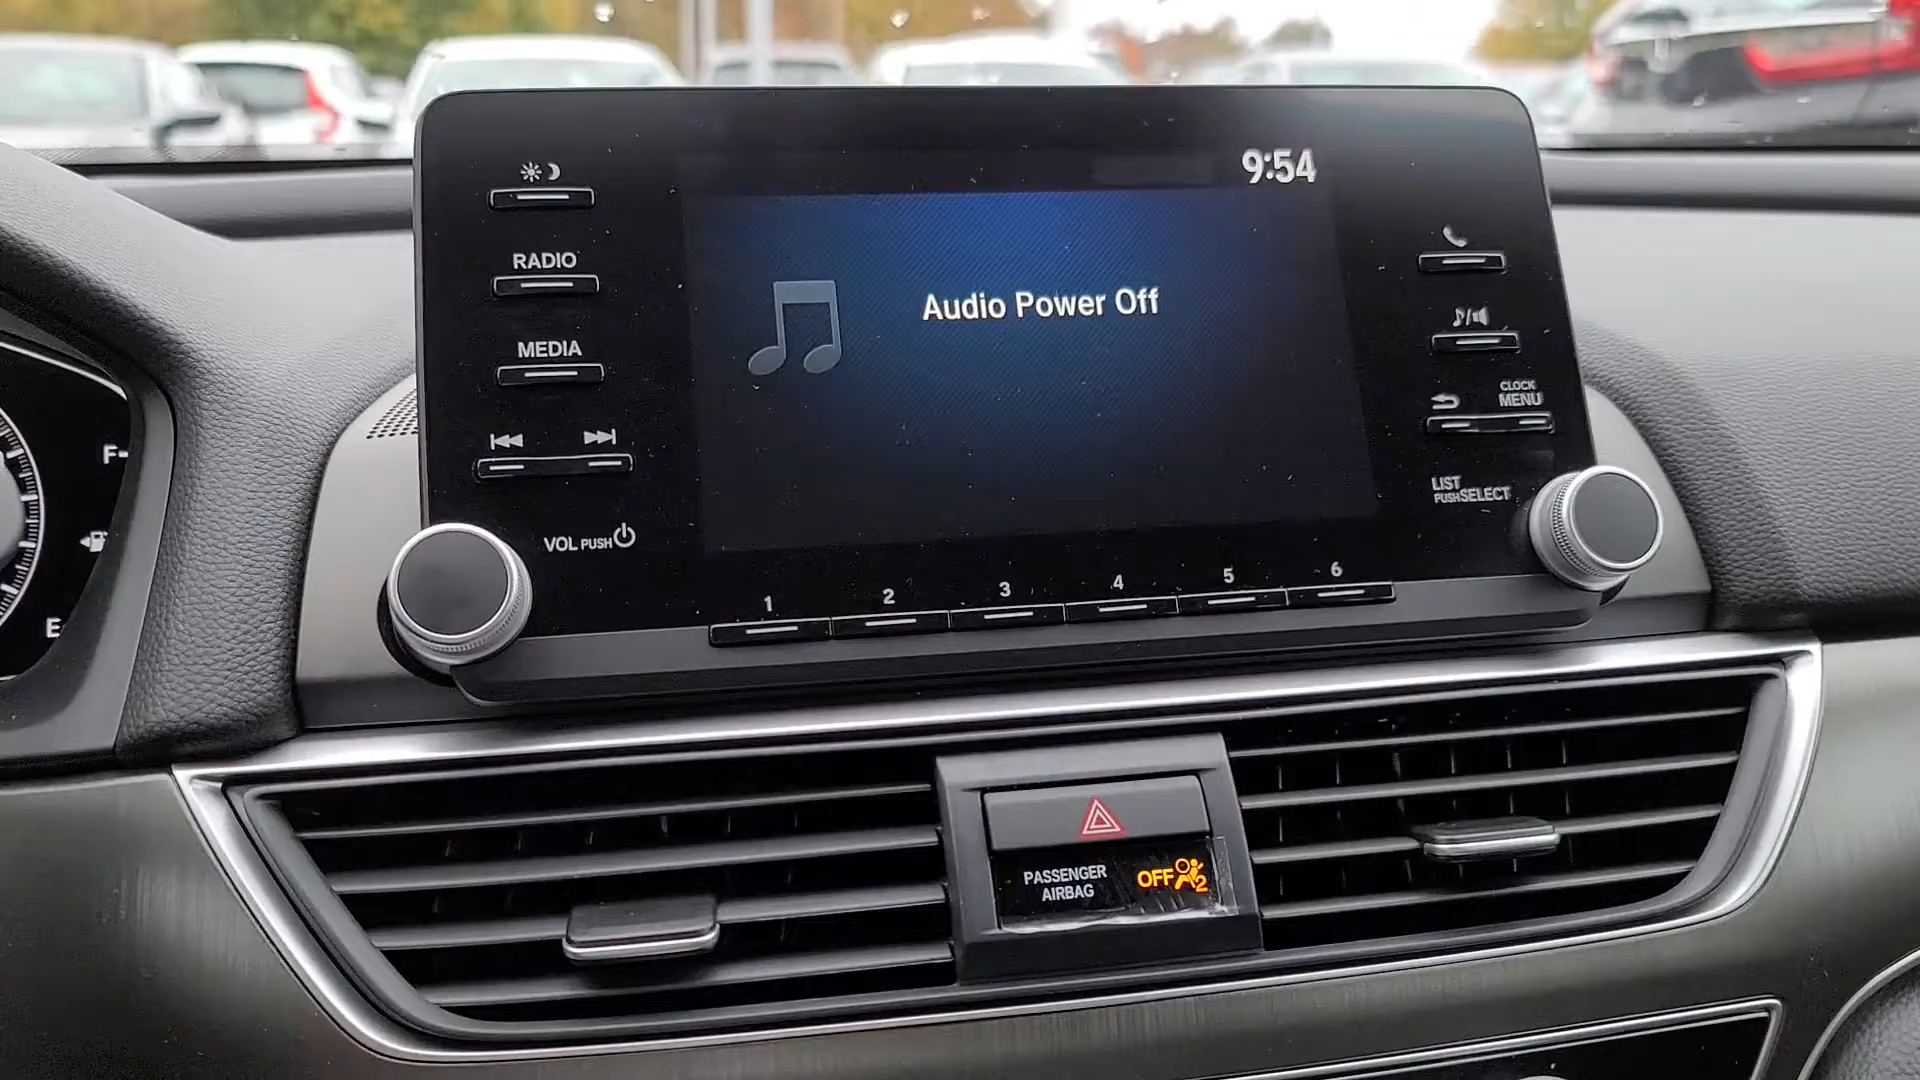 9:54
RADIO
Audio Power Off
MEDIA
CLOCK
MENU
F
LIST
PUSH SELECT
VOL PUSH
1 2 3 4 5 6
E
PASSENGER
AIRBAG
OFF 2